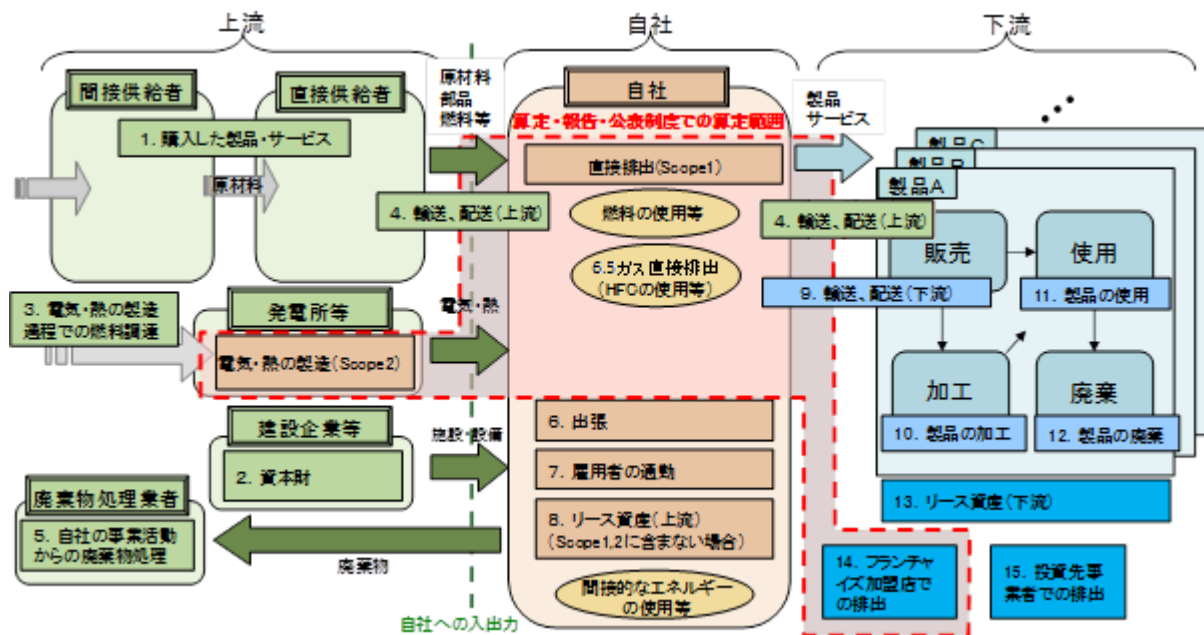 上流
自社
下流
間接供給者
直接供給者
原材料
部品
燃料等
自社
製品
サービス
算定・報告・公表制度での算定範囲
1. 購入した製品・サービス
原材料
直接排出(Scope1)
製品C
製品B
製品A
4. 輸送、配送(上流)
燃料の使用等
4. 輸送、配送(上流)
販売
使用
6.5ガス直接排出
(HFCの使用等)
9. 輸送、配送(下流)
11. 製品の使用
3. 電気・熱の製造
過程での燃料調達
発電所等
電気・熱
電気・熱の製造(Scope2)
加工
廃棄
10. 製品の加工
12. 製品の廃棄
建設企業等
施設・設備
6. 出張
2. 資本財
7. 雇用者の通勤
13. リース資産(下流)
廃棄物処理業者
5. 自社の事業活動
からの廃棄物処理
8. リース資産(上流)
(Scope1,2に含まない場合)
廃棄物
14. フランチャ
イズ加盟店で
の排出
15. 投資先事
業者での排出
間接的なエネルギー
の使用等
自社への入出力